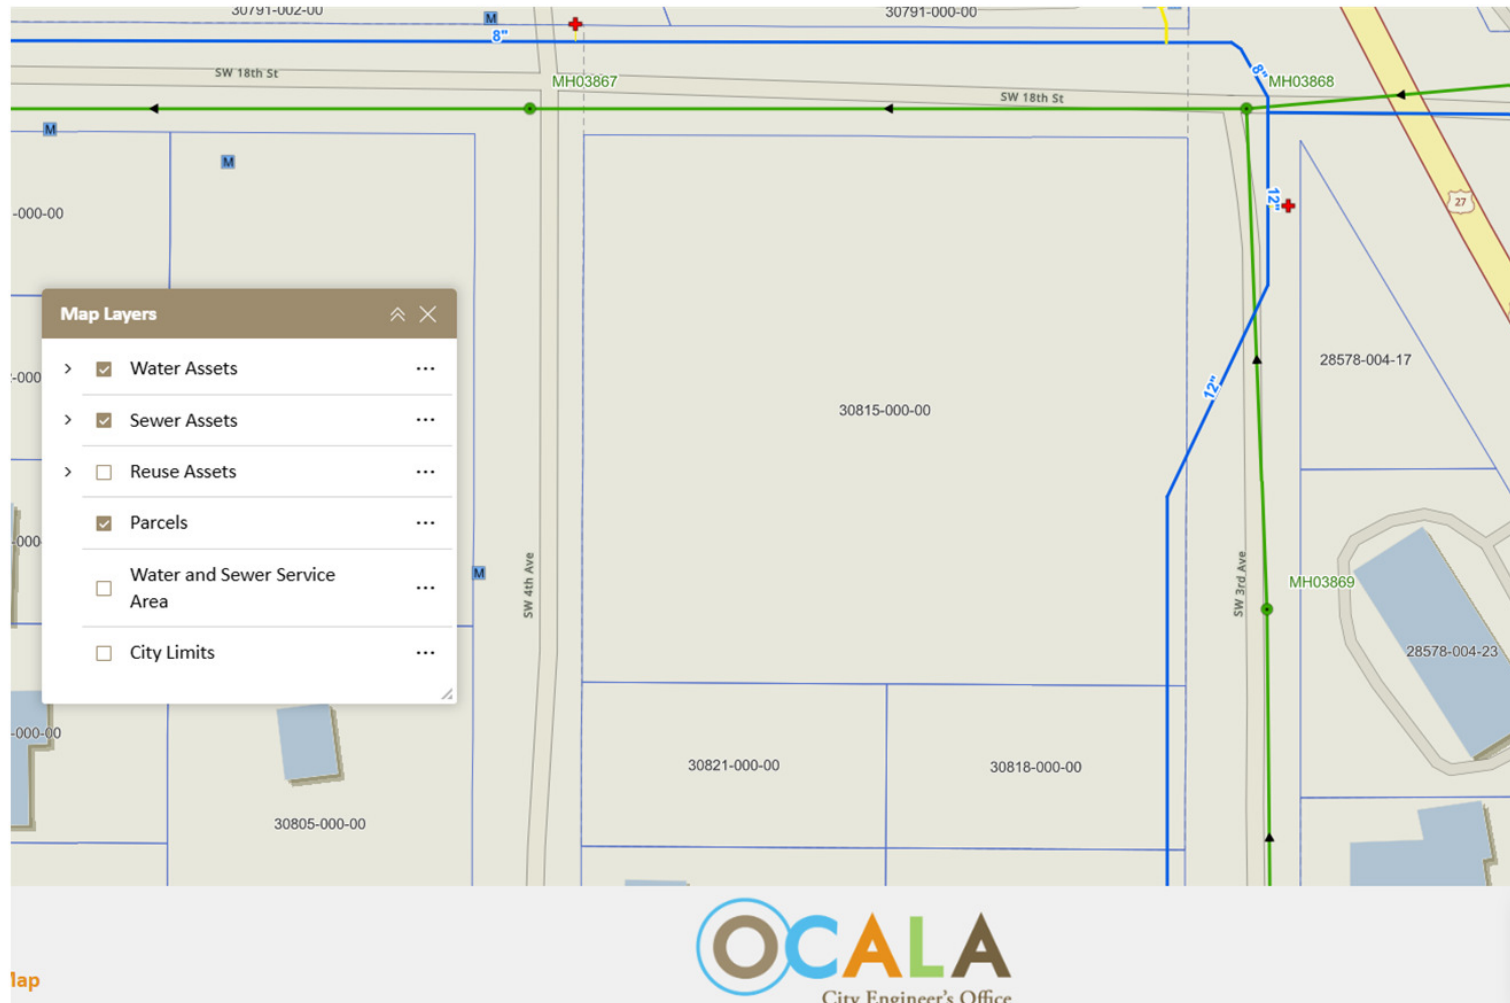 30791-002-00
30791-000-00
M
8"
SW 18th St
MH03867
8"
MH03868
SW 18th St
M
M
-000-00
12"
27
Map Layers
Water Assets
Sewer Assets
Reuse Assets
Parcels
Water and Sewer Service
Area
City Limits
-000
12"
28578-004-17
30815-000-00
000
M
SW 4th Ave
SW 3rd Ave
MH03869
28578-004-23
-000-00
30821-000-00
30818-000-00
30805-000-00
OCALA
City Engineer's Office
Map